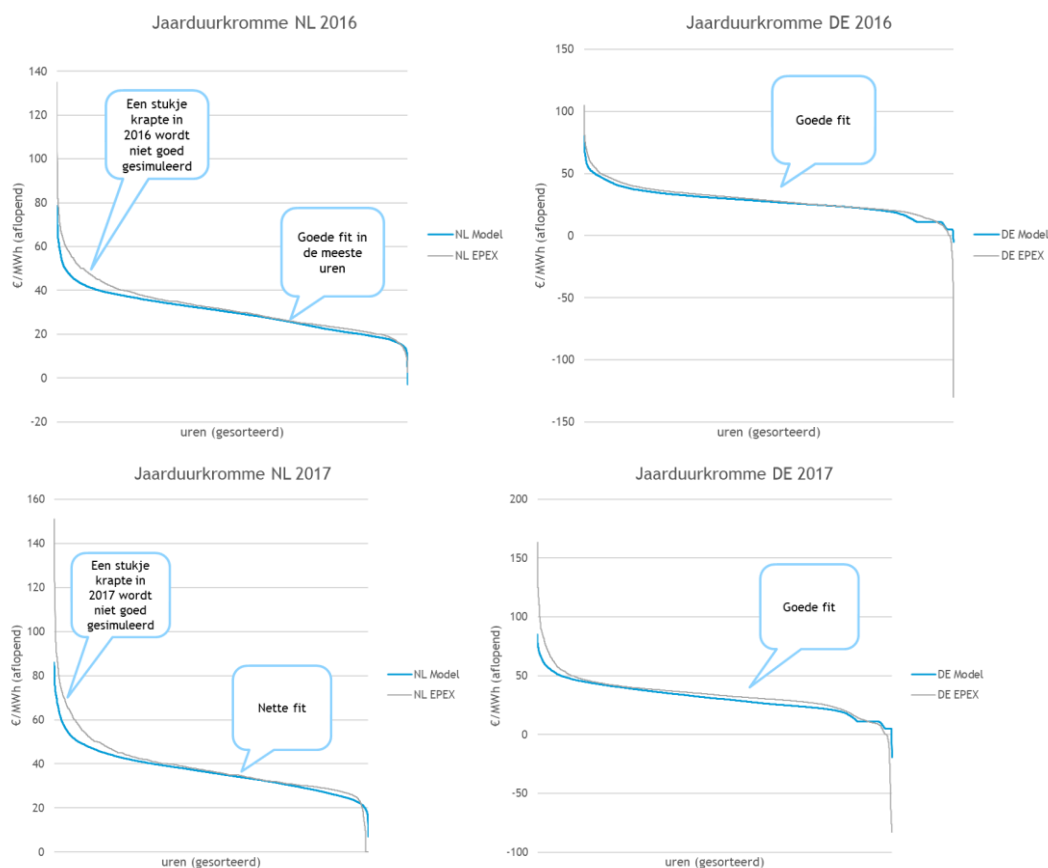 Jaarduurkromme NL 2016
€/MWh (aflopend)
140
120
100
80
60
40
20
0
-20
Een stukje
krapte in
2016 wordt
niet goed
gesimuleerd
Goede fit in
de meeste
uren
NL Model
NL EPEX
uren (gesorteerd)
Jaarduurkromme DE 2016
€/MWh (aflopend)
150
100
50
0
-50
-100
-150
Goede fit
DE Model
DE EPEX
uren (gesorteerd)
Jaarduurkromme NL 2017
€/MWh (aflopend)
160
140
120
100
80
60
40
20
0
Een stukje
krapte in
2017 wordt
niet goed
gesimuleerd
Nette fit
NL Model
NL EPEX
uren (gesorteerd)
Jaarduurkromme DE 2017
€/MWh (aflopend)
200
150
100
50
0
-50
-100
Goede fit
DE Model
DE EPEX
uren (gesorteerd)